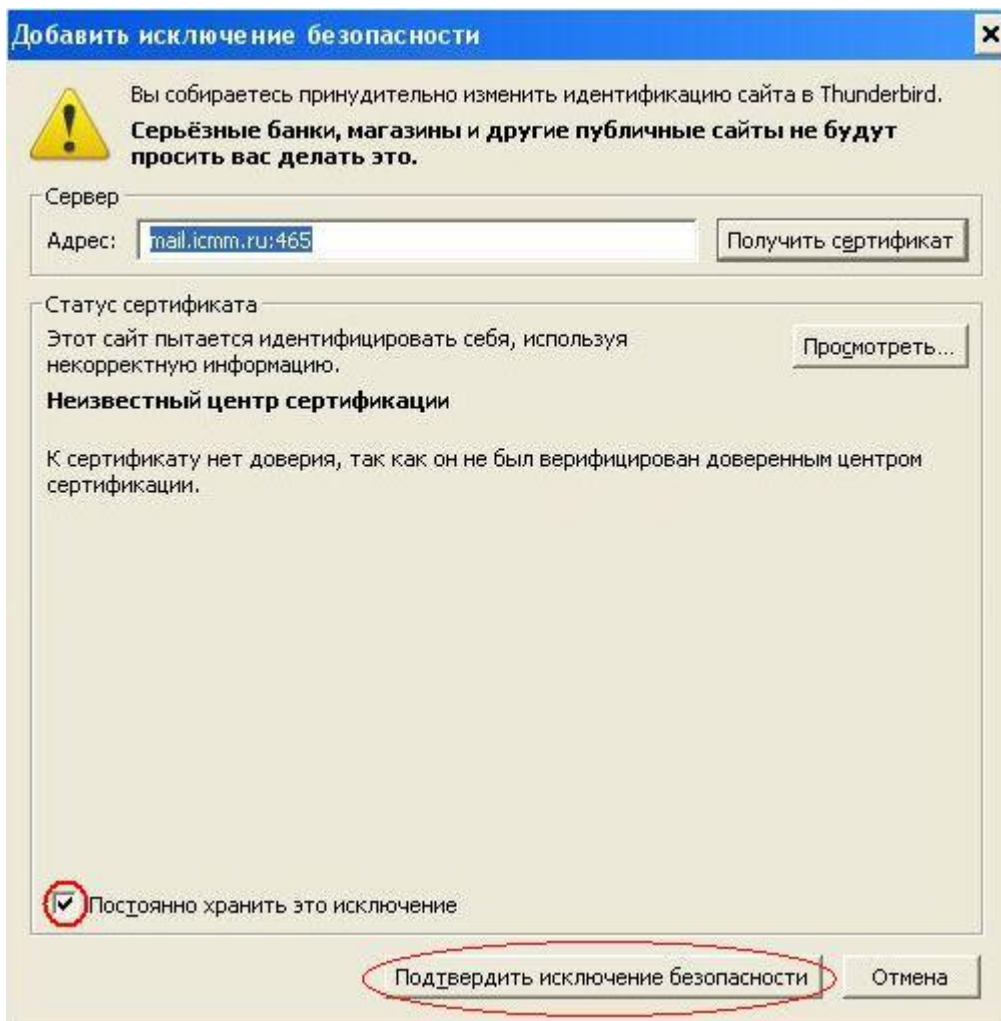 Добавить исключение безопасности
Вы собираетесь принудительно изменить идентификацию сайта в Thunderbird.
Серьёзные банки, магазины и другие публичные сайты не будут
просить вас делать это.
Сервер
Адрес: mail.icmm.ru:465 Получить сертификат
Статус сертификата
Этот сайт пытается идентифицировать себя, используя
некорректную информацию.
Просмотреть...
Неизвестный центр сертификации
К сертификату нет доверия, так как он не был верифицирован доверенным центром
сертификации.
Постоянно хранить это исключение
Подтвердить исключение безопасности Отмена